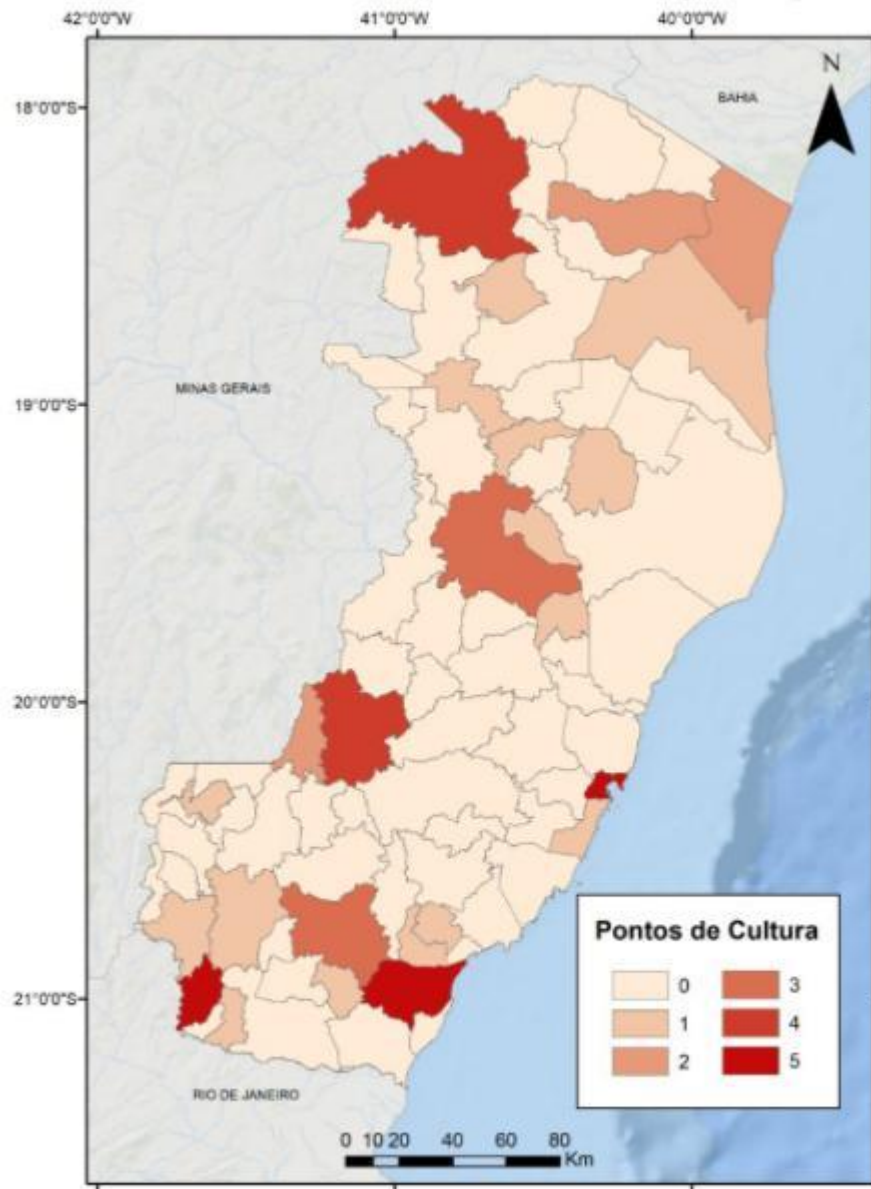 42°0'0"W 41°0'0"W 40°0'0"W
N
BAHIA
18°0'0"S
MINAS GERAIS
19°0'0"S
20°0'0"S
21°0'0"S
RIO DE JANEIRO
Pontos de Cultura
0 3
1 4
2 5
0 10 20 40 60 80
Km